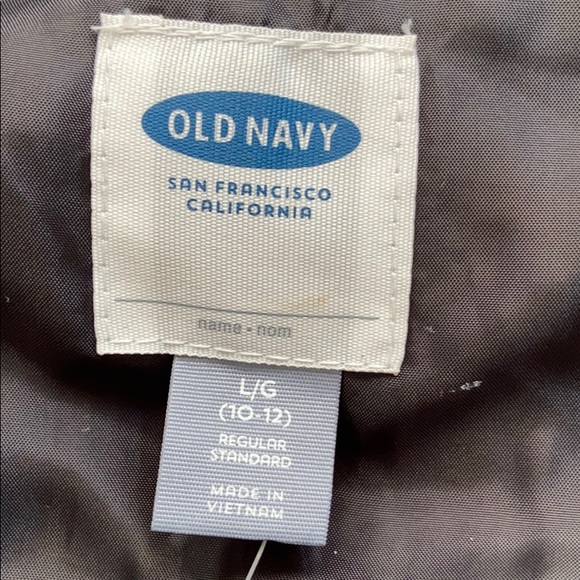 OLD NAVY
SAN FRANCISCO
CALIFORNIA
name - nom
L/G
(10-12)
REGULAR
STANDARD
MADE IN
VIETNAM